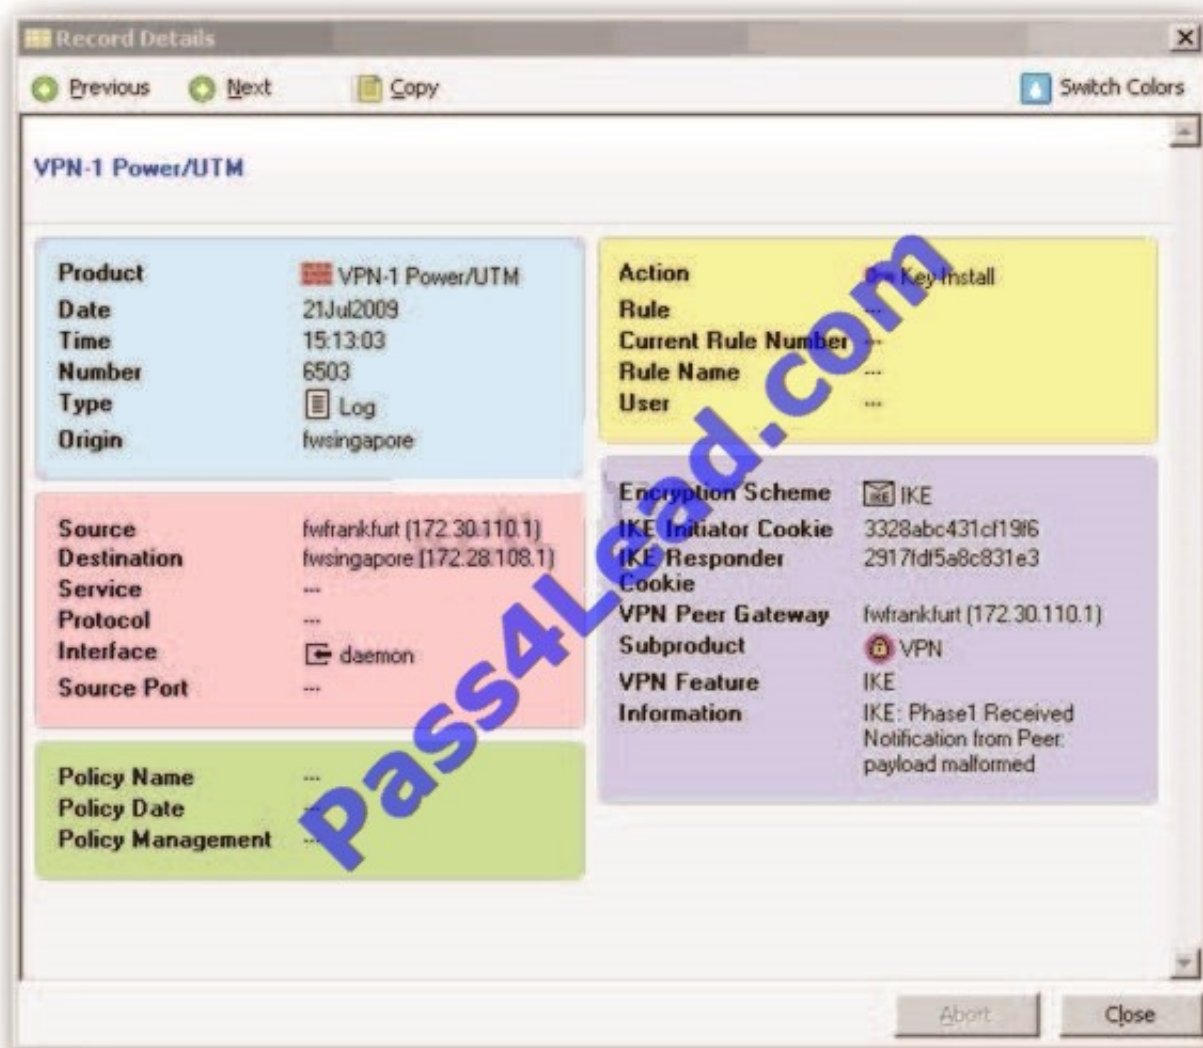 Record Details
Previous Next Copy Switch Colors
VPN-1 Power/UTM
Product VPN-1 Power/UTM
Date 21Jul2009
Time 15:13:03
Number 6503
Type Log
Origin fwsingapore
Action Key Install
Rule ---
Current Rule Number ---
Rule Name ---
User ---
Source fwfrankfurt (172.30.110.1)
Destination fwsingapore (172.28.108.1)
Service ---
Protocol ---
Interface daemon
Source Port ---
Encryption Scheme IKE IKE
IKE Initiator Cookie 3328abc431cf19f6
IKE Responder Cookie 2917fdf5a8c831e3
VPN Peer Gateway fwfrankfurt (172.30.110.1)
Subproduct VPN
VPN Feature IKE
Information IKE: Phase1 Received
Notification from Peer:
payload malformed
Policy Name ---
Policy Date ---
Policy Management ---
Pass4Lead.com
Abort Close